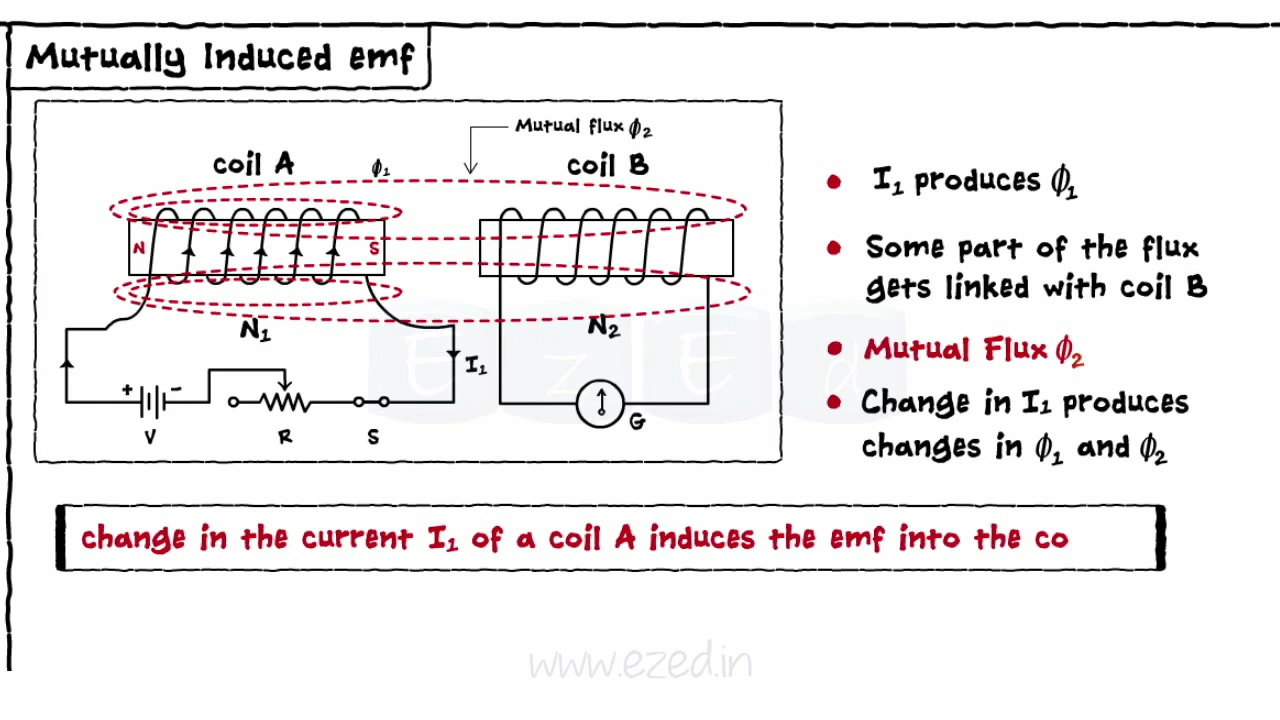 Mutually Induced emf
Mutual flux ϕ₂
coil A
ϕ₁
coil B
N
S
N₁
N₂
I₁
+
-
V
R
S
G
I₁ produces ϕ₁
Some part of the flux
gets linked with coil B
Mutual Flux ϕ₂
Change in I₁ produces
changes in ϕ₁ and ϕ₂
change in the current I₁ of a coil A induces the emf into the co
EzEd
www.ezed.in